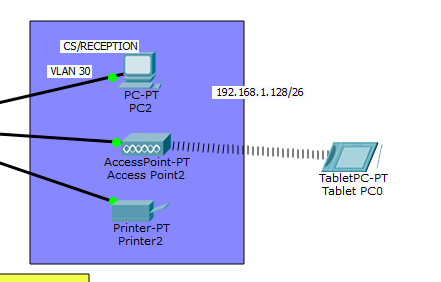 CS/RECEPTION
VLAN 30
192.168.1.128/26
PC-PT
PC2
AccessPoint-PT
Access Point2
TabletPC-PT
Tablet PC0
Printer-PT
Printer2